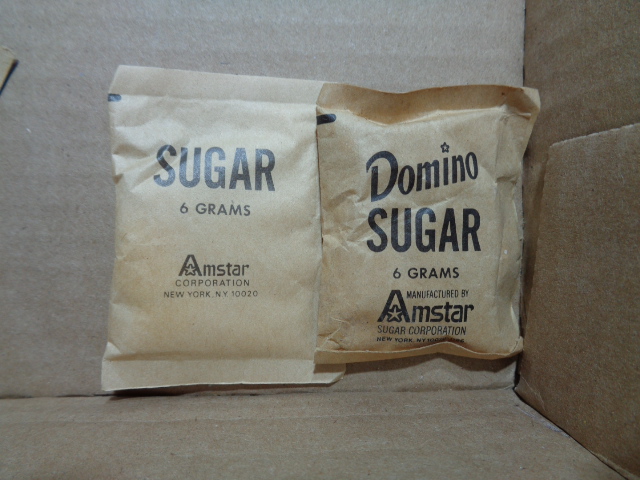 SUGAR
6 GRAMS
Amstar
CORPORATION
NEW YORK, NY 10020
Domino
SUGAR
6 GRAMS
MANUFACTURED BY
Amstar
SUGAR CORPORATION
NEW YORK, NY